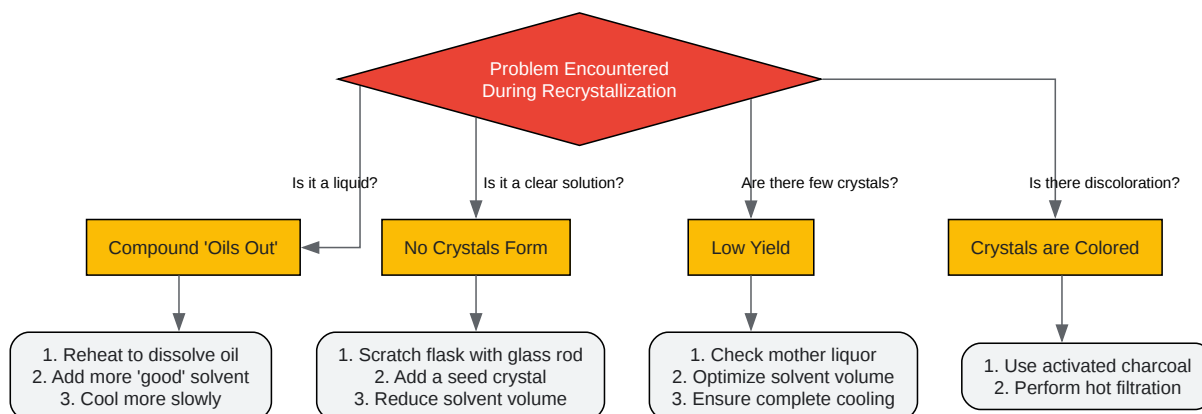 Problem Encountered
During Recrystallization
Is it a liquid?
Is it a clear solution?
Are there few crystals?
Is there discoloration?
Compound 'Oils Out'
No Crystals Form
Low Yield
Crystals are Colored
1. Reheat to dissolve oil
2. Add more 'good' solvent
3. Cool more slowly
1. Scratch flask with glass rod
2. Add a seed crystal
3. Reduce solvent volume
1. Check mother liquor
2. Optimize solvent volume
3. Ensure complete cooling
1. Use activated charcoal
2. Perform hot filtration